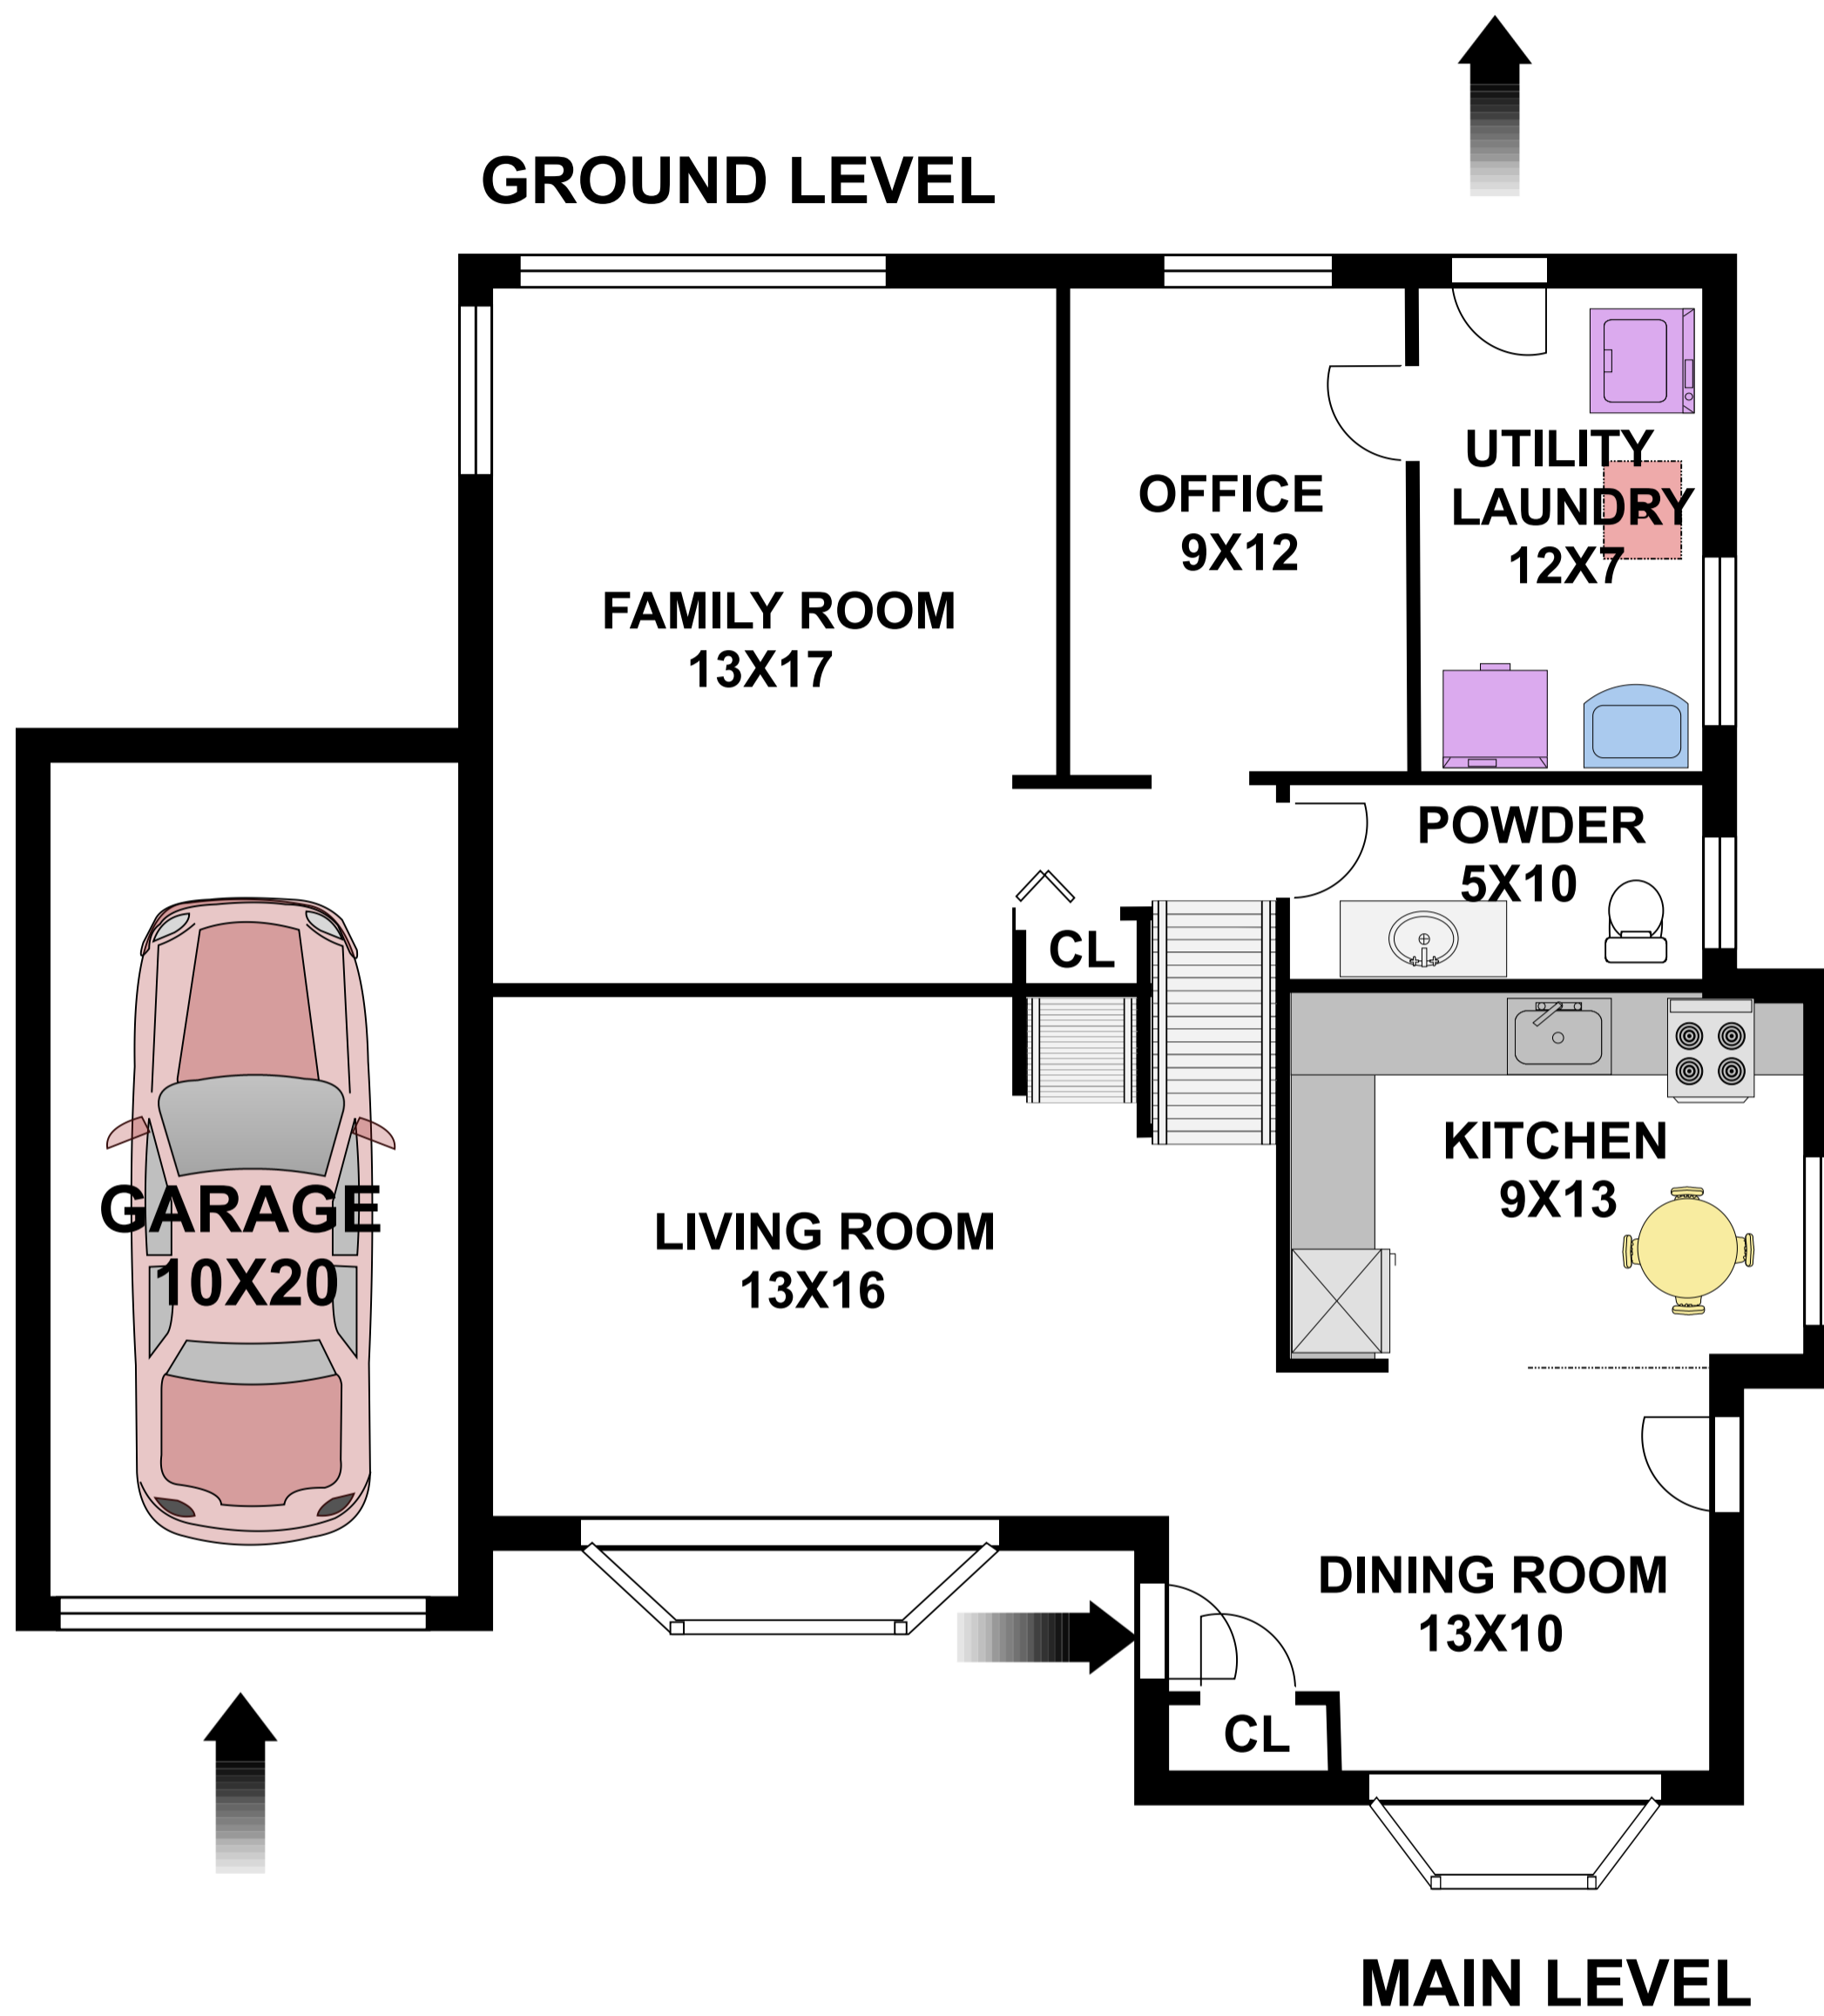 GROUND LEVEL
OFFICE
9X12
UTILITY
LAUNDRY
12X7
FAMILY ROOM
13X17
POWDER
5X10
CL
KITCHEN
9X13
GARAGE
10X20
LIVING ROOM
13X16
DINING ROOM
13X10
CL
MAIN LEVEL